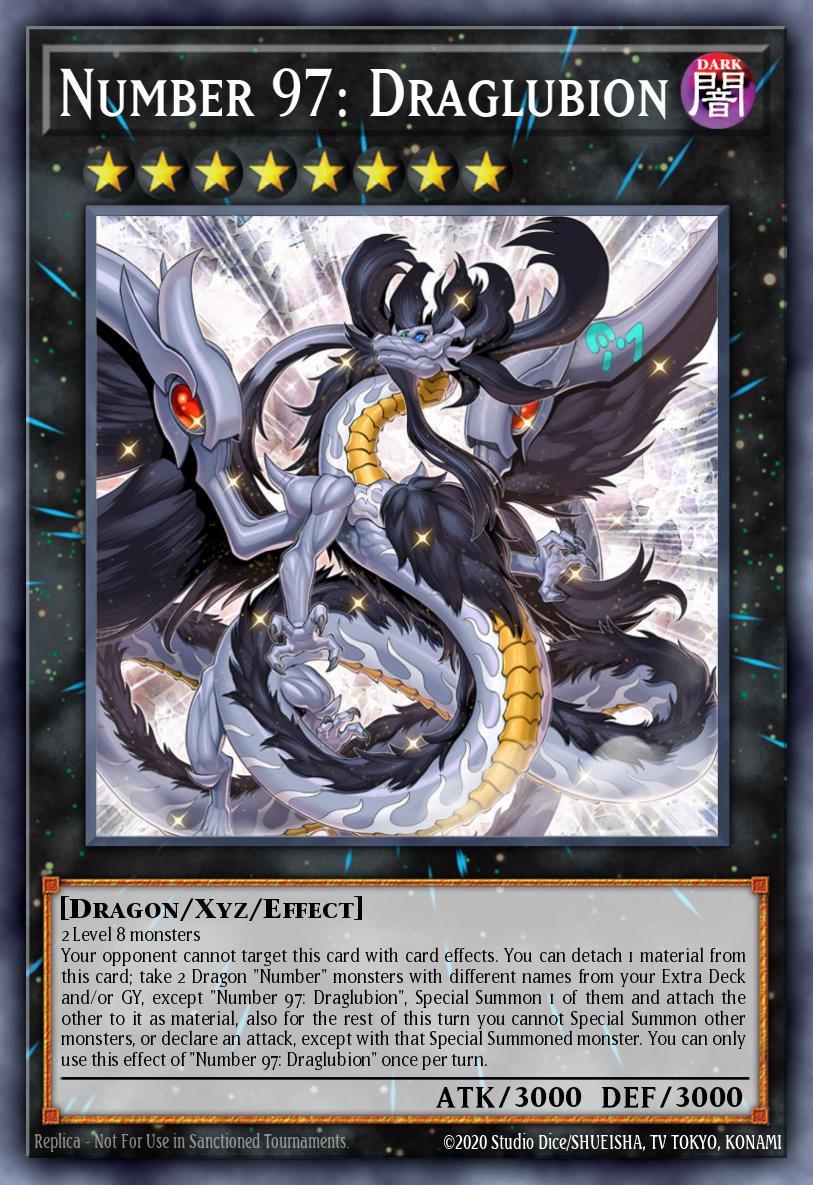 Number 97: Draglubion
DARK
闇
[Dragon/Xyz/Effect]
2 Level 8 monsters
Your opponent cannot target this card with card effects. You can detach 1 material from
this card; take 2 Dragon "Number" monsters with different names from your Extra Deck
and/or GY, except "Number 97: Draglubion", Special Summon 1 of them and attach the
other to it as material, also for the rest of this turn you cannot Special Summon other
monsters, or declare an attack, except with that Special Summoned monster. You can only
use this effect of "Number 97: Draglubion" once per turn.
ATK/3000 DEF/3000
Replica - Not For Use in Sanctioned Tournaments.
©2020 Studio Dice/SHUEISHA, TV TOKYO, KONAMI